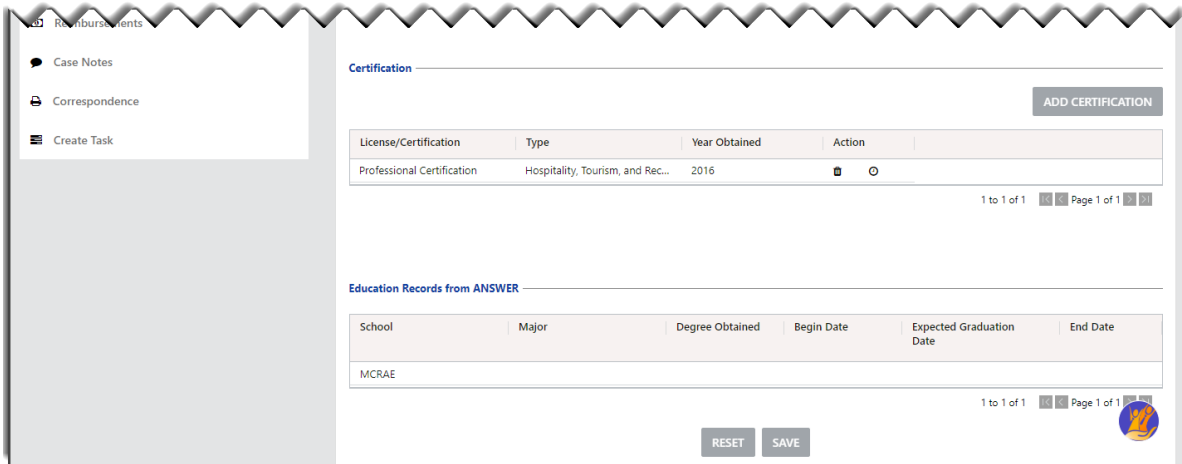 Reimbursements
Case Notes
Correspondence
Create Task
Certification
ADD CERTIFICATION
License/Certification Type Year Obtained Action
Professional Certification Hospitality, Tourism, and Rec... 2016
1 to 1 of 1 Page 1 of 1
Education Records from ANSWER
School Major Degree Obtained Begin Date Expected Graduation Date End Date
MCRAE
1 to 1 of 1 Page 1 of 1
RESET SAVE